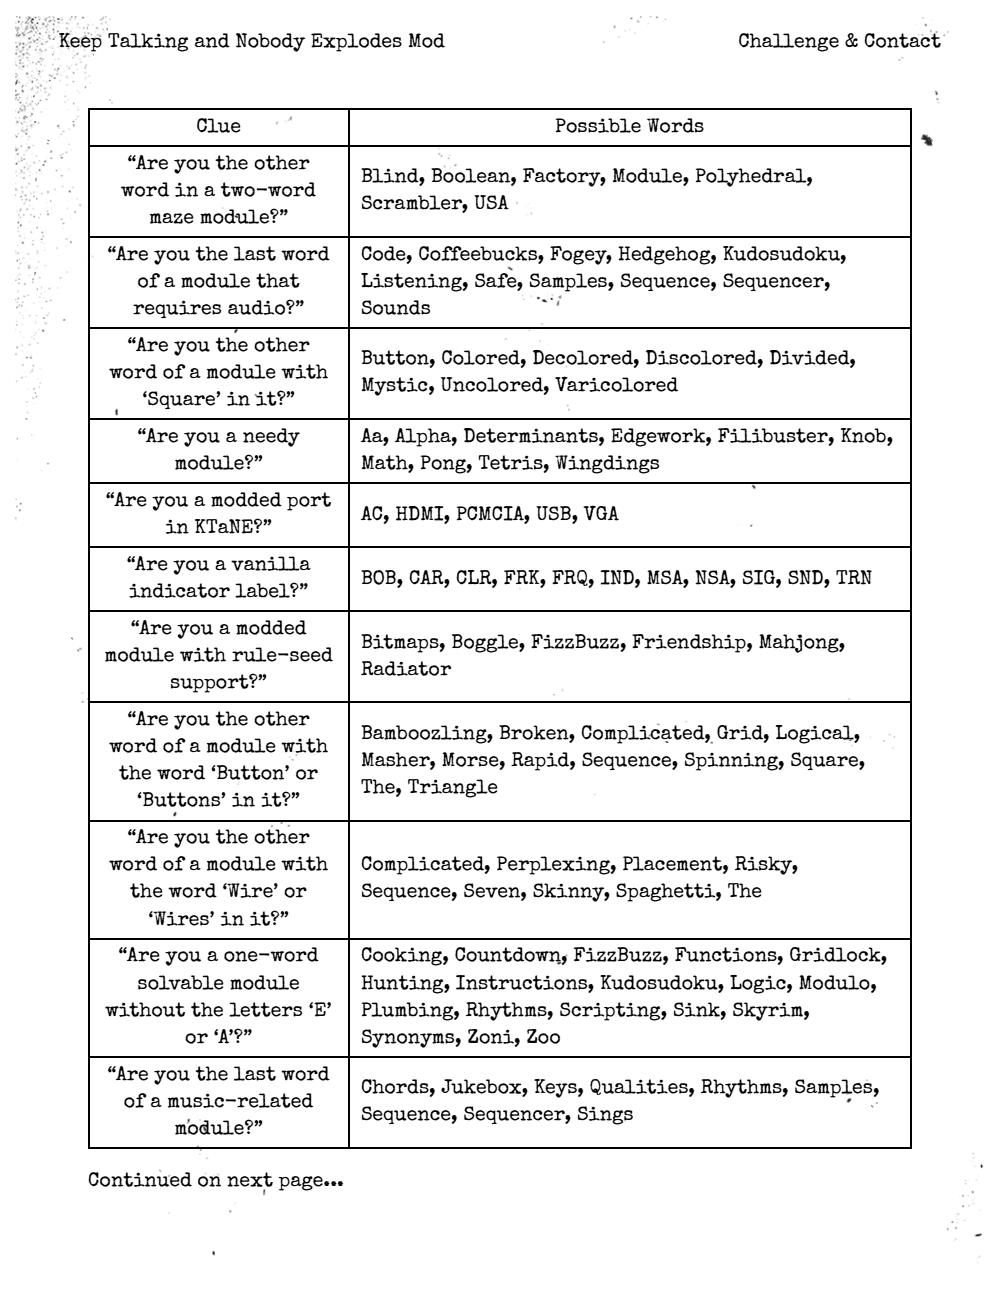 Keep Talking and Nobody Explodes Mod
Challenge & Contact
Clue
Possible Words
“Are you the other
word in a two-word
maze module?”
Blind, Boolean, Factory, Module, Polyhedral,
Scrambler, USA
“Are you the last word
of a module that
requires audio?”
Code, Coffeebucks, Fogey, Hedgehog, Kudosudoku,
Listening, Safe, Samples, Sequence, Sequencer,
Sounds
“Are you the other
word of a module with
‘Square’ in it?”
Button, Colored, Decolored, Discolored, Divided,
Mystic, Uncolored, Varicolored
“Are you a needy
module?”
Aa, Alpha, Determinants, Edgework, Filibuster, Knob,
Math, Pong, Tetris, Wingdings
“Are you a modded port
in KTaNE?”
AC, HDMI, PCMCIA, USB, VGA
“Are you a vanilla
indicator label?”
BOB, CAR, CLR, FRK, FRQ, IND, MSA, NSA, SIG, SND, TRN
“Are you a modded
module with rule-seed
support?”
Bitmaps, Boggle, FizzBuzz, Friendship, Mahjong,
Radiator
“Are you the other
word of a module with
the word ‘Button’ or
‘Buttons’ in it?”
Bamboozling, Broken, Complicated, Grid, Logical,
Masher, Morse, Rapid, Sequence, Spinning, Square,
The, Triangle
“Are you the other
word of a module with
the word ‘Wire’ or
‘Wires’ in it?”
Complicated, Perplexing, Placement, Risky,
Sequence, Seven, Skinny, Spaghetti, The
“Are you a one-word
solvable module
without the letters ‘E’
or ‘A’?”
Cooking, Countdown, FizzBuzz, Functions, Gridlock,
Hunting, Instructions, Kudosudoku, Logic, Modulo,
Plumbing, Rhythms, Scripting, Sink, Skyrim,
Synonyms, Zoni, Zoo
“Are you the last word
of a music-related
module?”
Chords, Jukebox, Keys, Qualities, Rhythms, Samples,
Sequence, Sequencer, Sings
Continued on next page...